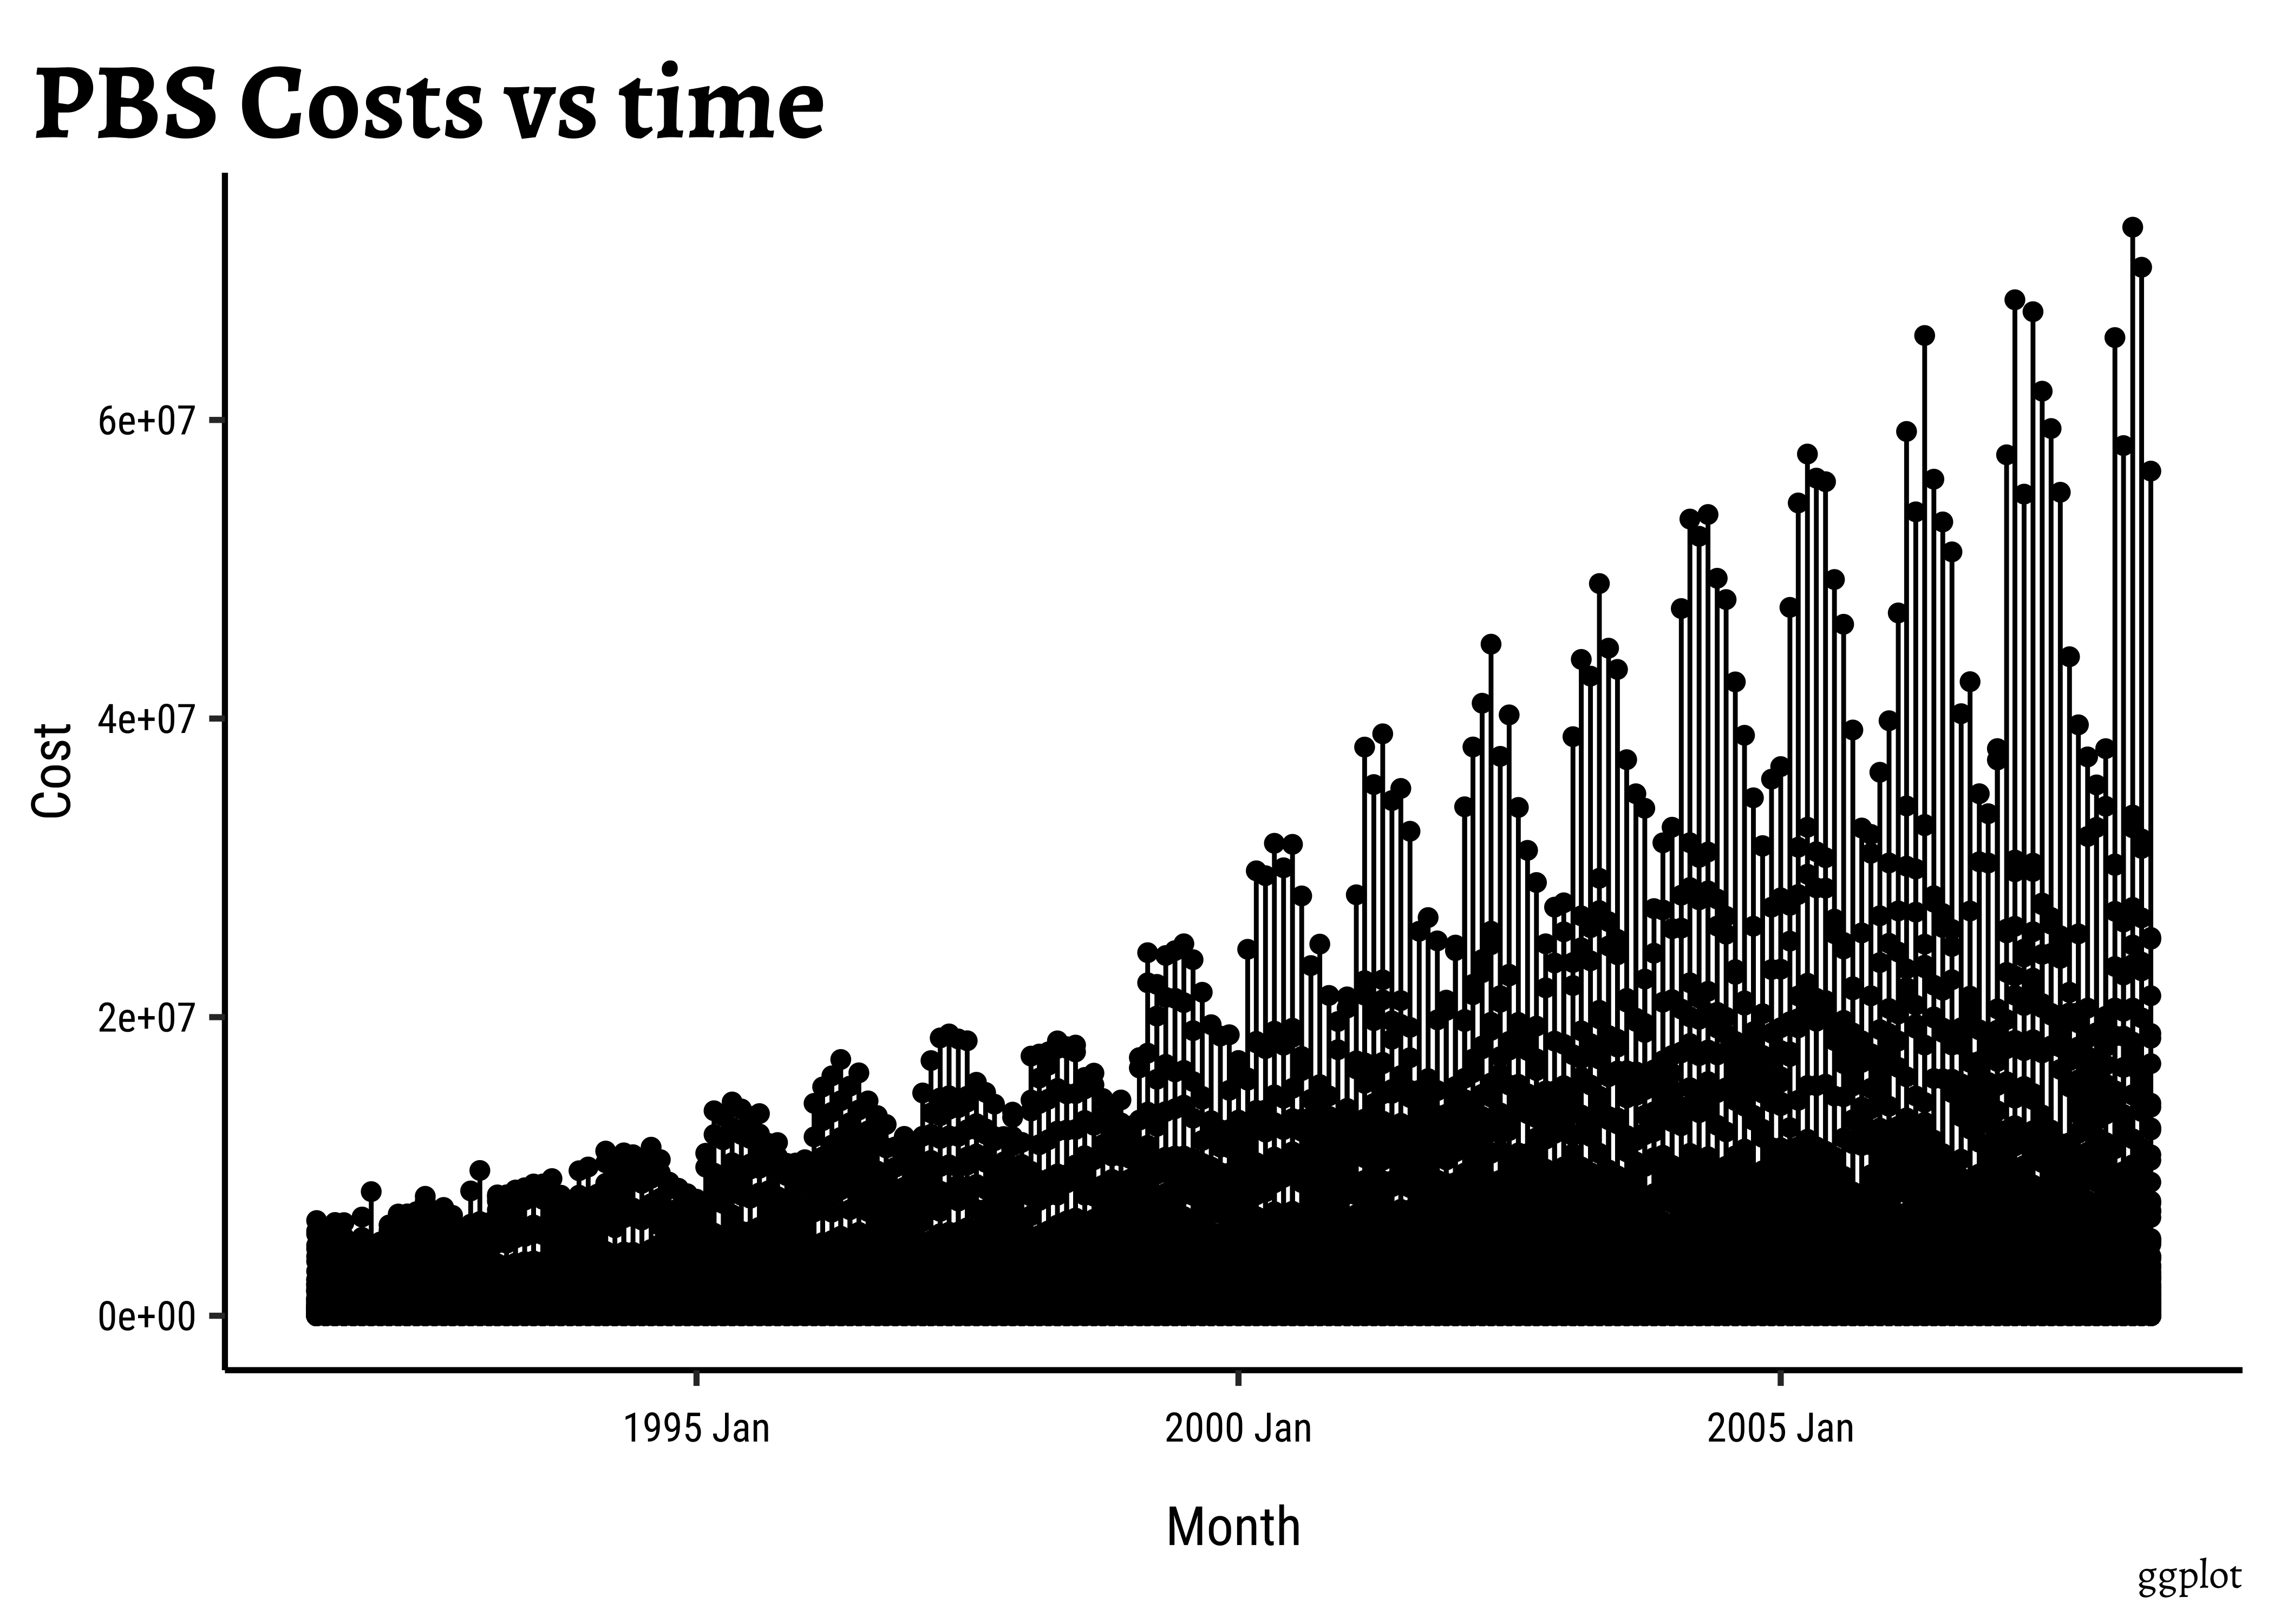 PBS Costs vs time
Cost
6e+07
4e+07
2e+07
0e+00
1995 Jan
2000 Jan
2005 Jan
Month
ggplot